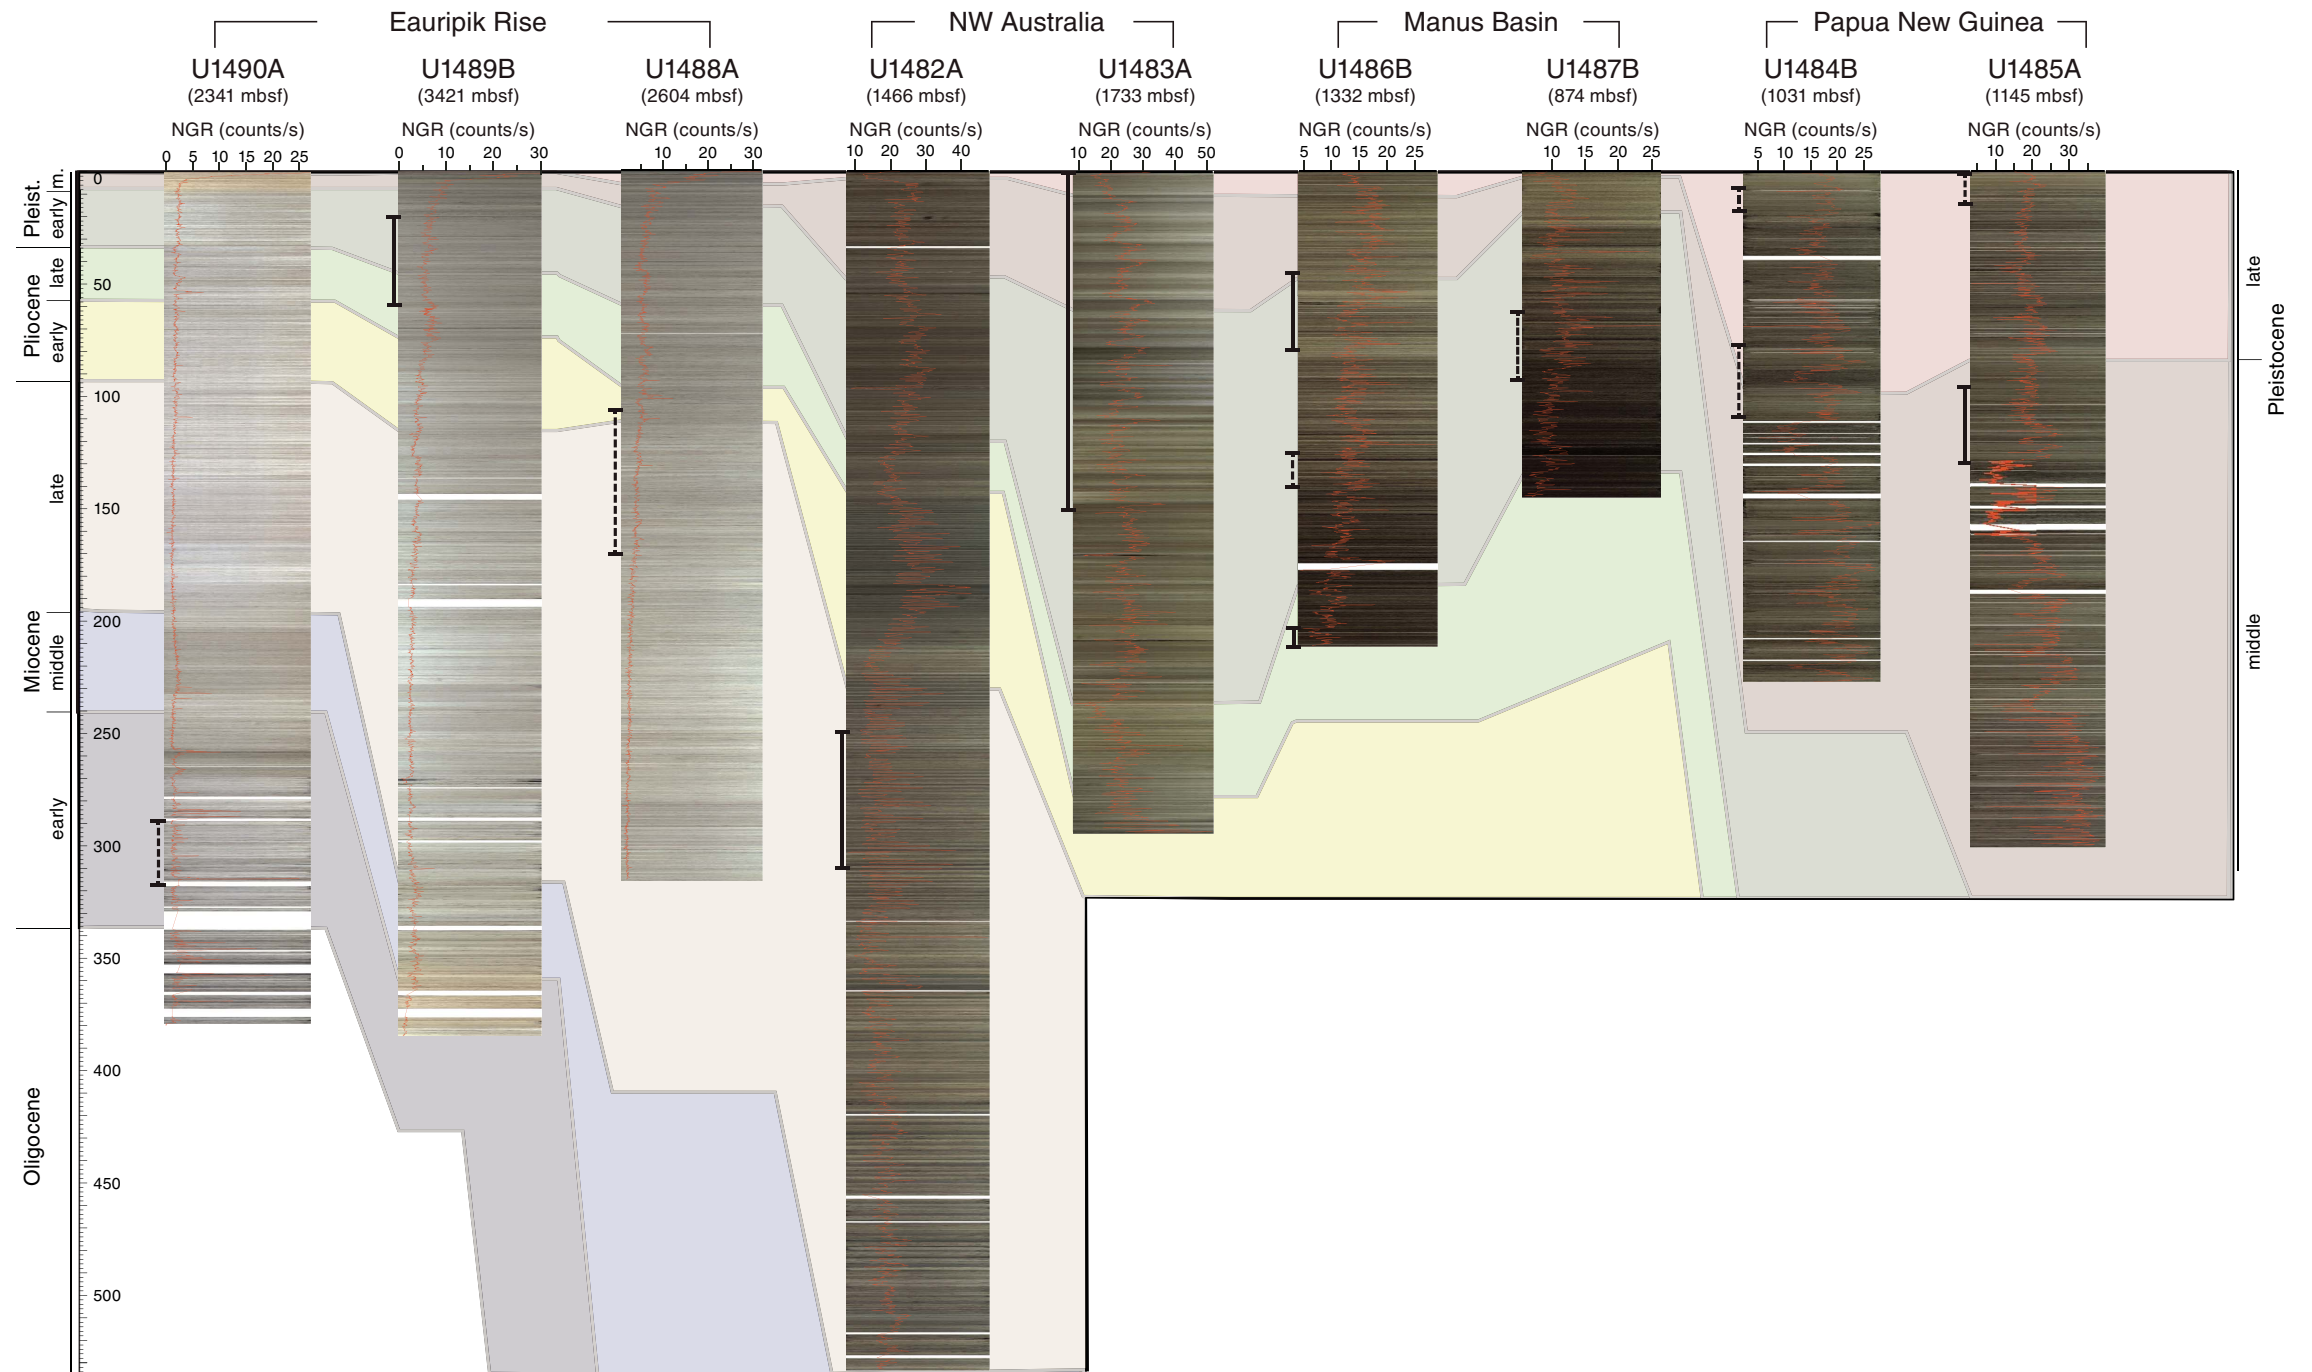 Eauripik Rise NW Australia Manus Basin Papua New Guinea
U1490A U1489B U1488A U1482A U1483A U1486B U1487B U1484B U1485A
(2341 mbsf) (3421 mbsf) (2604 mbsf) (1466 mbsf) (1733 mbsf) (1332 mbsf) (874 mbsf) (1031 mbsf) (1145 mbsf)
NGR (counts/s) NGR (counts/s) NGR (counts/s) NGR (counts/s) NGR (counts/s) NGR (counts/s) NGR (counts/s) NGR (counts/s) NGR (counts/s)
0 5 10 15 20 25 0 10 20 30 10 20 30 10 20 30 40 10 20 30 40 50 5 10 15 20 25 10 15 20 25 5 10 15 20 25 10 20 30
0
50
100
150
200
250
300
350
400
450
500
Pleist.
m.
early
Pliocene
late
early
Miocene
late
middle
early
Oligocene
late
Pleistocene
middle